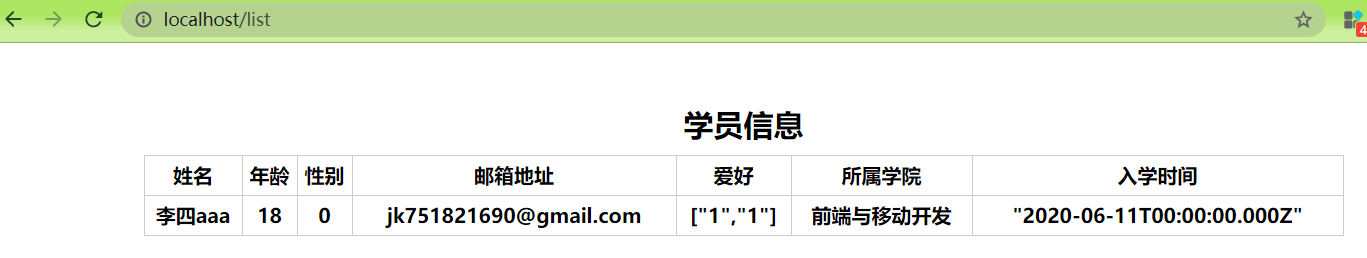 localhost/list
4
学员信息
姓名 年龄 性别 邮箱地址 爱好 所属学院 入学时间
李四aaa 18 0 jk751821690@gmail.com ["1","1"] 前端与移动开发 "2020-06-11T00:00:00.000Z"